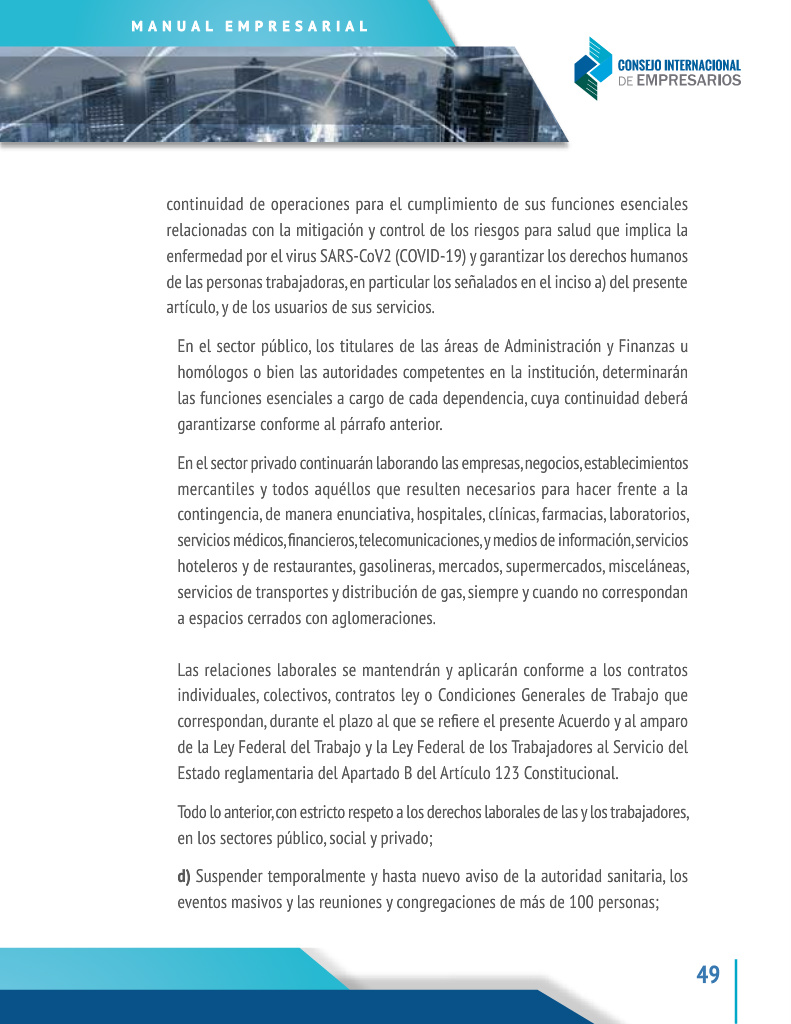 MANUAL EMPRESARIAL
CONSEJO INTERNACIONAL
DE EMPRESARIOS
continuidad de operaciones para el cumplimiento de sus funciones esenciales
relacionadas con la mitigación y control de los riesgos para salud que implica la
enfermedad por el virus SARS-CoV2 (COVID-19) y garantizar los derechos humanos
de las personas trabajadoras, en particular los señalados en el inciso a) del presente
artículo, y de los usuarios de sus servicios.
En el sector público, los titulares de las áreas de Administración y Finanzas u
homólogos o bien las autoridades competentes en la institución, determinarán
las funciones esenciales a cargo de cada dependencia, cuya continuidad deberá
garantizarse conforme al párrafo anterior.
En el sector privado continuarán laborando las empresas, negocios, establecimientos
mercantiles y todos aquéllos que resulten necesarios para hacer frente a la
contingencia, de manera enunciativa, hospitales, clínicas, farmacias, laboratorios,
servicios médicos, financieros, telecomunicaciones, y medios de información, servicios
hoteleros y de restaurantes, gasolineras, mercados, supermercados, misceláneas,
servicios de transportes y distribución de gas, siempre y cuando no correspondan
a espacios cerrados con aglomeraciones.
Las relaciones laborales se mantendrán y aplicarán conforme a los contratos
individuales, colectivos, contratos ley o Condiciones Generales de Trabajo que
correspondan, durante el plazo al que se refiere el presente Acuerdo y al amparo
de la Ley Federal del Trabajo y la Ley Federal de los Trabajadores al Servicio del
Estado reglamentaria del Apartado B del Artículo 123 Constitucional.
Todo lo anterior, con estricto respeto a los derechos laborales de las y los trabajadores,
en los sectores público, social y privado;
d) Suspender temporalmente y hasta nuevo aviso de la autoridad sanitaria, los
eventos masivos y las reuniones y congregaciones de más de 100 personas;
49